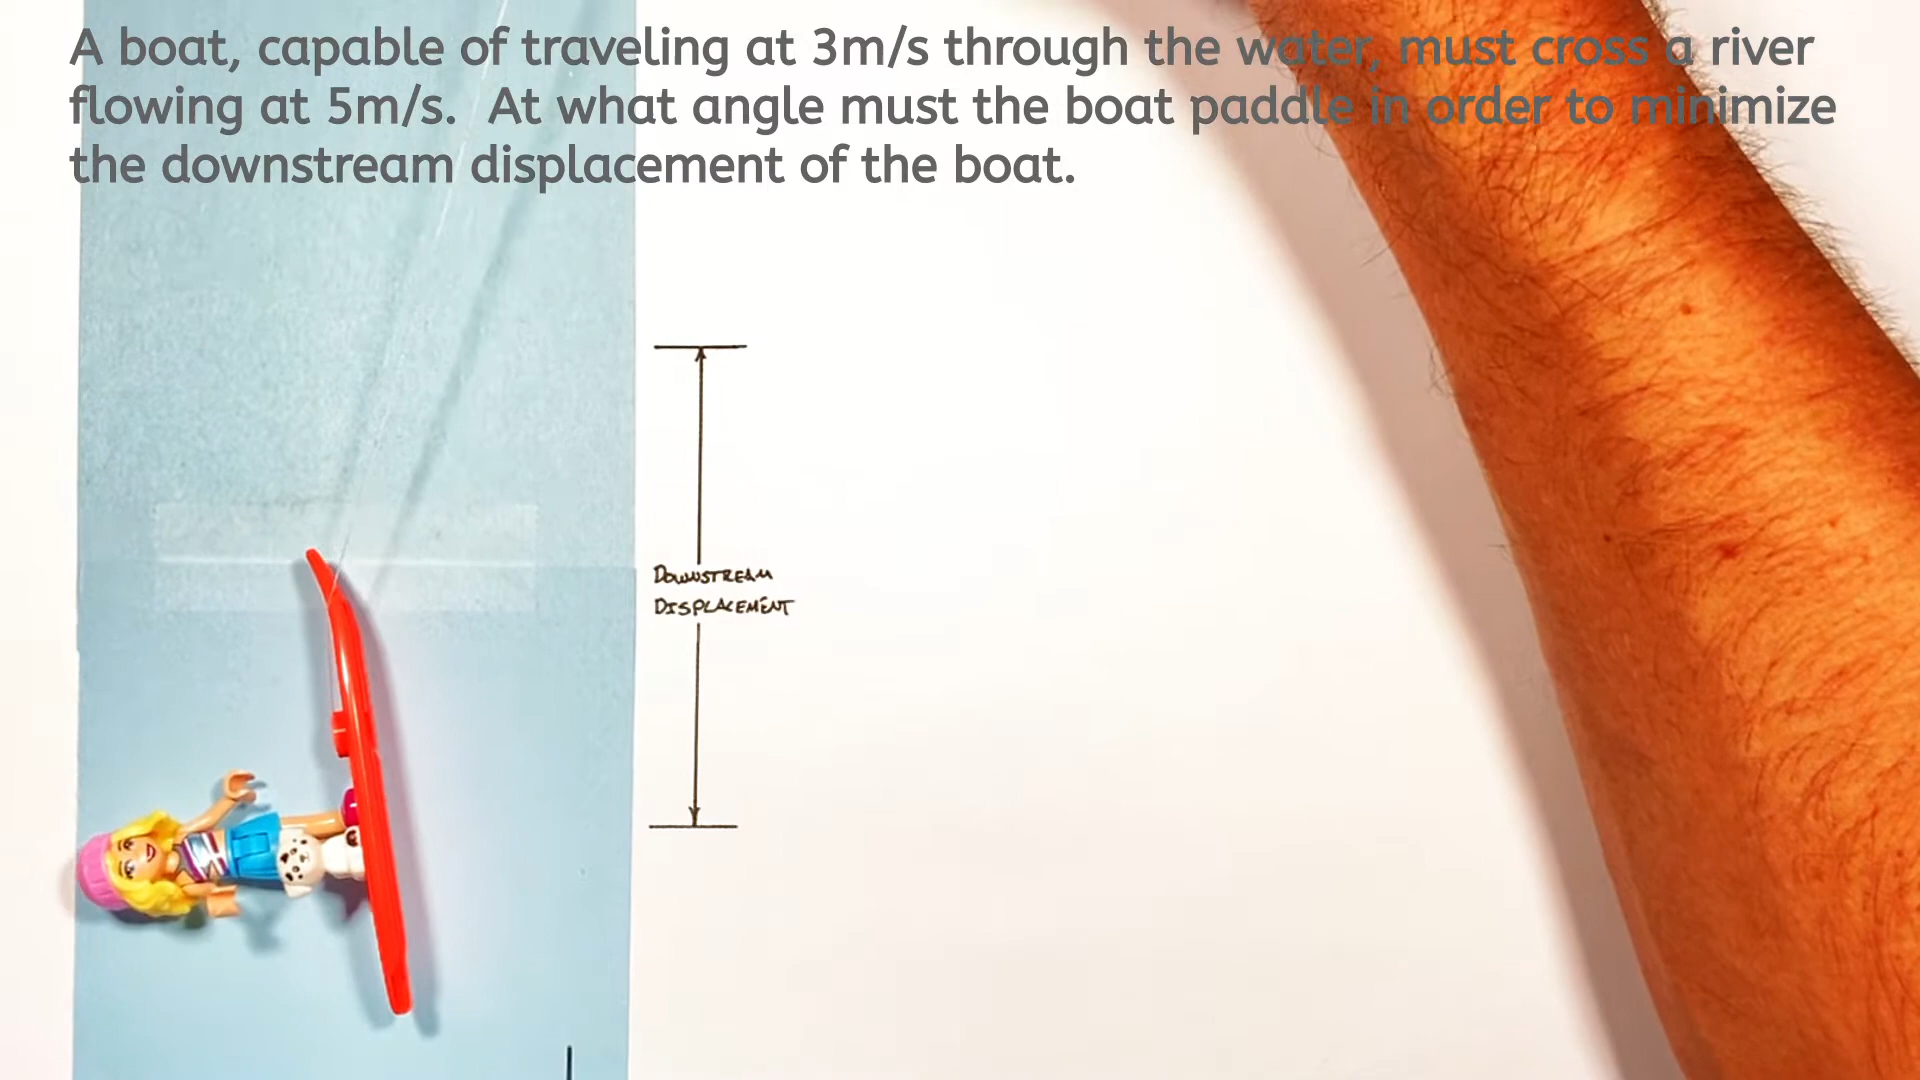 A boat, capable of traveling at 3m/s through the water, must cross a river
flowing at 5m/s. At what angle must the boat paddle in order to minimize
the downstream displacement of the boat.
DOWNSTREAM
DISPLACEMENT